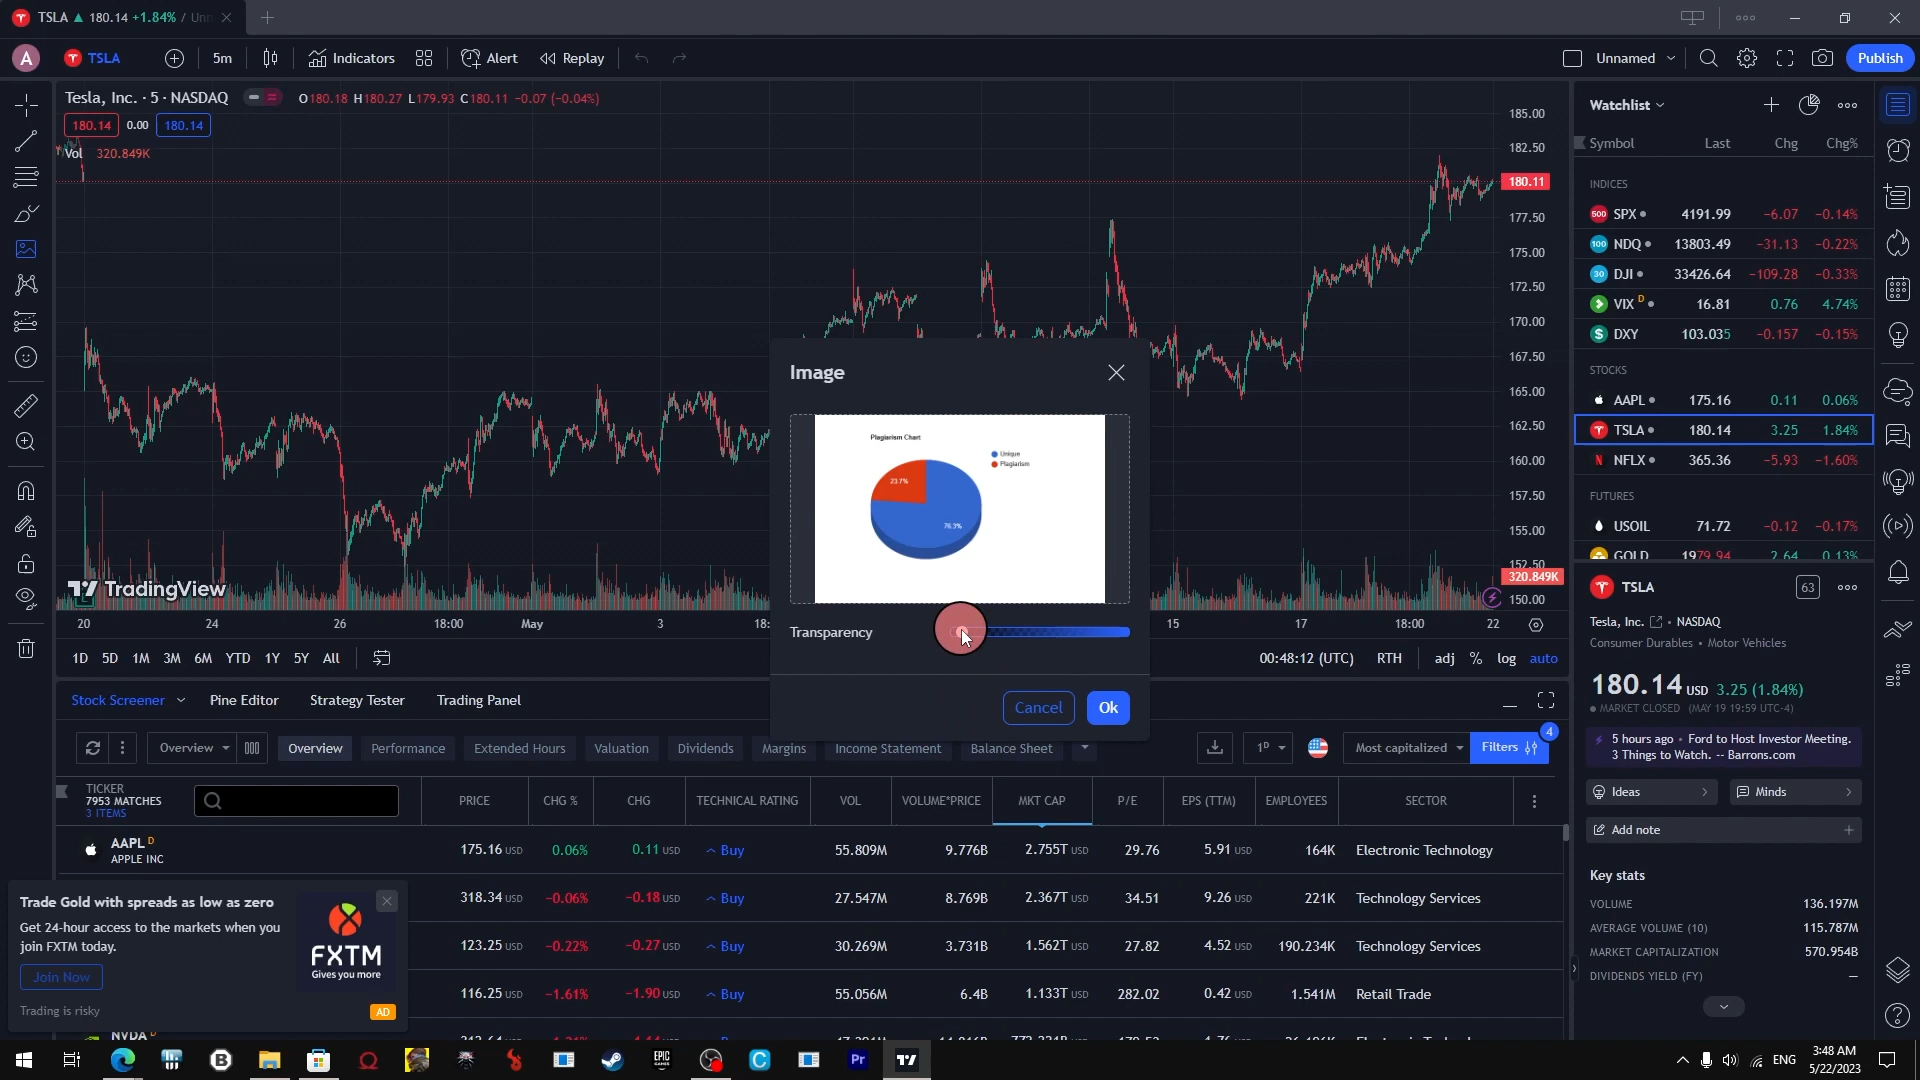 TSLA ▲ 180.14 +1.84% / Unn
A TSLA 5m Indicators Alert Replay Unnamed Publish
Tesla, Inc. · 5 · NASDAQ O180.18 H180.27 L179.93 C180.11 −0.07 (−0.04%)
180.14 0.00 180.14
Vol 320.849K
185.00
182.50
180.11
177.50
175.00
172.50
170.00
167.50
165.00
162.50
160.00
157.50
155.00
152.50
320.849K
150.00
TradingView
20 24 26 18:00 May 3 18: 15 17 18:00 22
1D 5D 1M 3M 6M YTD 1Y 5Y All 00:48:12 (UTC) RTH adj % log auto
Image
Plagiarism Chart
Unique
Plagiarism
23.7%
76.3%
Transparency
Cancel Ok
Watchlist
Symbol Last Chg Chg%
INDICES
500 SPX 4191.99 −6.07 −0.14%
100 NDQ 13803.49 −31.13 −0.22%
30 DJI 33426.64 −109.28 −0.33%
VIX D 16.81 0.76 4.74%
$ DXY 103.035 −0.157 −0.15%
STOCKS
AAPL 175.16 0.11 0.06%
TSLA 180.14 3.25 1.84%
N NFLX 365.36 −5.93 −1.60%
FUTURES
USOIL 71.72 −0.12 −0.17%
GOLD 1979.94 2.64 0.13%
TSLA 63
Tesla, Inc. • NASDAQ
Consumer Durables • Motor Vehicles
180.14 USD 3.25 (1.84%)
MARKET CLOSED (MAY 19 19:59 UTC-4)
4
5 hours ago • Ford to Host Investor Meeting.
3 Things to Watch. -- Barrons.com
Ideas Minds
Add note
Key stats
VOLUME 136.197M
AVERAGE VOLUME (10) 115.787M
MARKET CAPITALIZATION 570.954B
DIVIDENDS YIELD (FY) —
Stock Screener Pine Editor Strategy Tester Trading Panel
Overview Overview Performance Extended Hours Valuation Dividends Margins Income Statement Balance Sheet 1D Most capitalized Filters
TICKER
7953 MATCHES
3 ITEMS
PRICE CHG % CHG TECHNICAL RATING VOL VOLUME*PRICE MKT CAP P/E EPS (TTM) EMPLOYEES SECTOR
AAPL D
APPLE INC
175.16 USD 0.06% 0.11 USD Buy 55.809M 9.776B 2.755T USD 29.76 5.91 USD 164K Electronic Technology
318.34 USD −0.06% −0.18 USD Buy 27.547M 8.769B 2.367T USD 34.51 9.26 USD 221K Technology Services
123.25 USD −0.22% −0.27 USD Buy 30.269M 3.731B 1.562T USD 27.82 4.52 USD 190.234K Technology Services
116.25 USD −1.61% −1.90 USD Buy 55.056M 6.4B 1.133T USD 282.02 0.42 USD 1.541M Retail Trade
NVDA D
Trade Gold with spreads as low as zero
Get 24-hour access to the markets when you
join FXTM today.
Join Now
Trading is risky
FXTM
Gives you more
AD
ENG
3:48 AM
5/22/2023